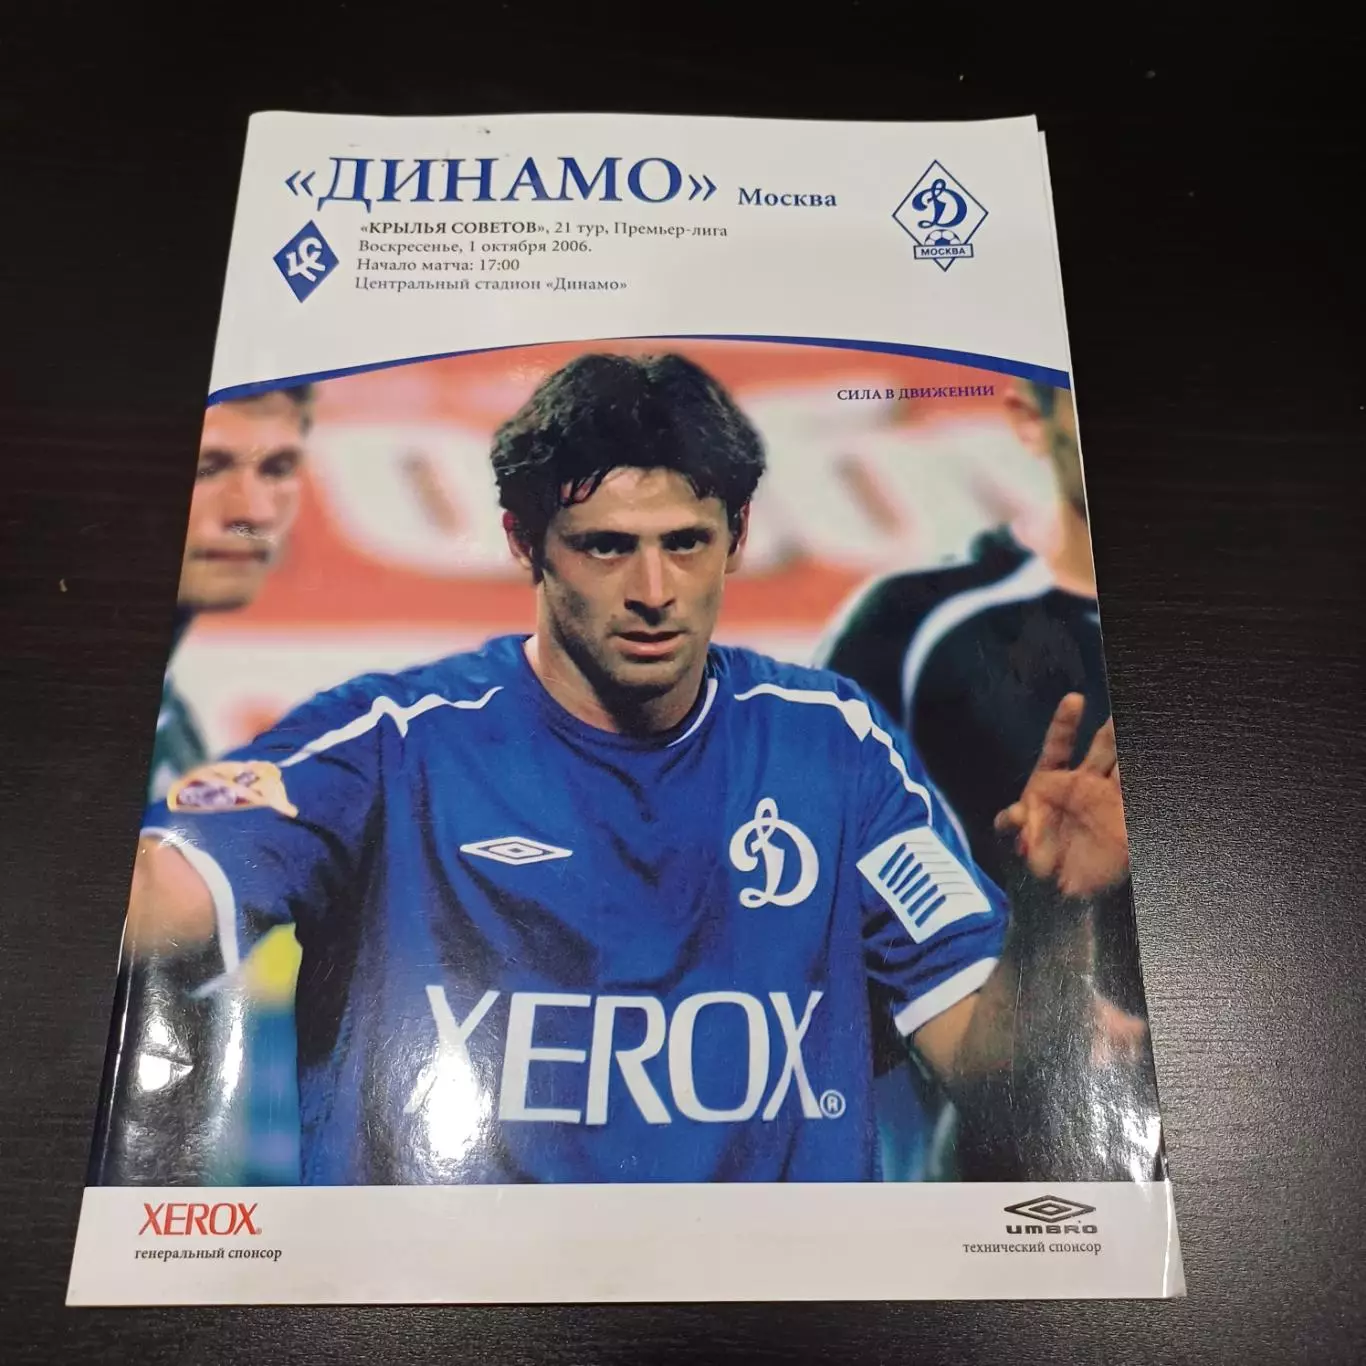 «ДИНАМО» Москва
«КРЫЛЬЯ СОВЕТОВ», 21 тур, Премьер-лига
Воскресенье, 1 октября 2006.
Начало матча: 17:00
Центральный стадион «Динамо»
Д
МОСКВА
СИЛА В ДВИЖЕНИИ
Д
XEROX®
XEROX
генеральный спонсор
UMBRO
технический спонсор